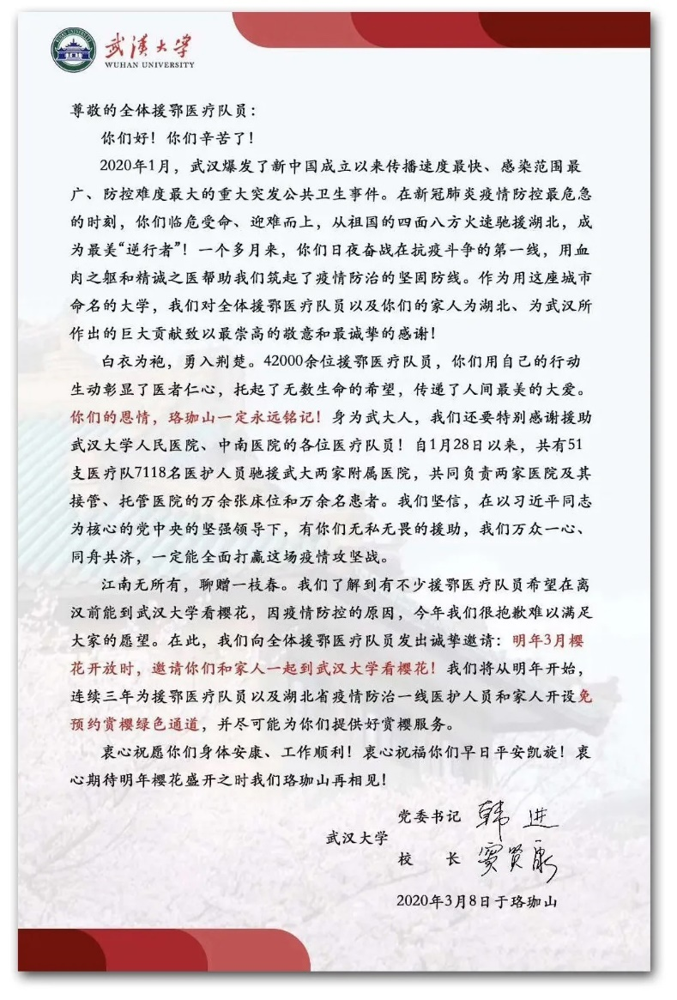 武漢大學
WUHAN UNIVERSITY
尊敬的全体援鄂医疗队员：
你们好！你们辛苦了！
2020年1月，武汉爆发了新中国成立以来传播速度最快、感染范围最
广、防控难度最大的重大突发公共卫生事件。在新冠肺炎疫情防控最危急
的时刻，你们临危受命、迎难而上，从祖国的四面八方火速驰援湖北，成
为最美“逆行者”！一个多月来，你们日夜奋战在抗疫斗争的第一线，用血
肉之躯和精诚之医帮助我们筑起了疫情防治的坚固防线。作为用这座城市
命名的大学，我们对全体援鄂医疗队员以及你们的家人为湖北、为武汉所
作出的巨大贡献致以最崇高的敬意和最诚挚的感谢！
白衣为袍，勇入荆楚。42000余位援鄂医疗队员，你们用自己的行动
生动彰显了医者仁心，托起了无数生命的希望，传递了人间最美的大爱。
你们的恩情，珞珈山一定永远铭记！身为武大人，我们还要特别感谢援助
武汉大学人民医院、中南医院的各位医疗队员！自1月28日以来，共有51
支医疗队7118名医护人员驰援武大两家附属医院，共同负责两家医院及其
接管、托管医院的万余张床位和万余名患者。我们坚信，在以习近平同志
为核心的党中央的坚强领导下，有你们无私无畏的援助，我们万众一心、
同舟共济，一定能全面打赢这场疫情攻坚战。
江南无所有，聊赠一枝春。我们了解到有不少援鄂医疗队员希望在离
汉前能到武汉大学看樱花，因疫情防控的原因，今年我们很抱歉难以满足
大家的愿望。在此，我们向全体援鄂医疗队员发出诚挚邀请：明年3月樱
花开放时，邀请你们和家人一起到武汉大学看樱花！我们将从明年开始，
连续三年为援鄂医疗队员以及湖北省疫情防治一线医护人员和家人开设免
预约赏樱绿色通道，并尽可能为你们提供好赏樱服务。
衷心祝愿你们身体安康、工作顺利！衷心祝福你们早日平安凯旋！衷
心期待明年樱花盛开之时我们珞珈山再相见！
党委书记 韩进
武汉大学
校 长 窦贤康
2020年3月8日于珞珈山